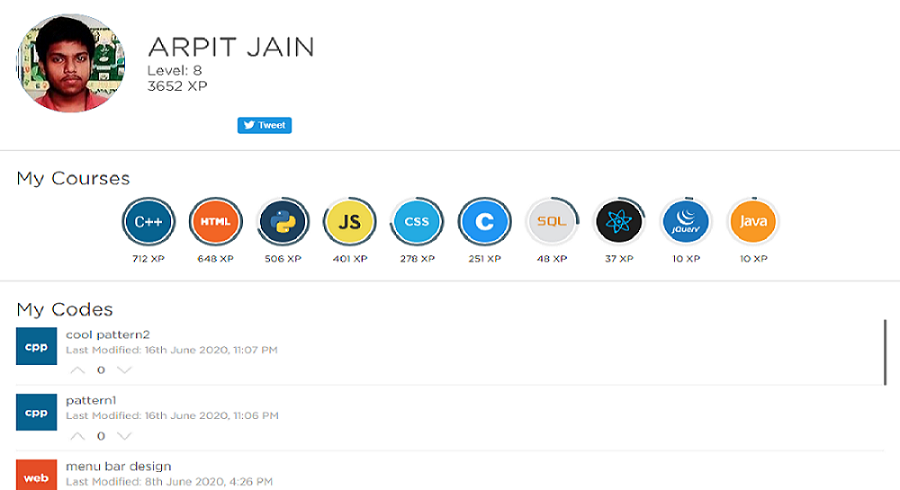 ARPIT JAIN
Level: 8
3652 XP
Tweet
My Courses
C++ HTML JS CSS C SQL jQuery Java
712 XP 648 XP 506 XP 401 XP 278 XP 251 XP 48 XP 37 XP 10 XP 10 XP
My Codes
cpp
cool pattern2
Last Modified: 16th June 2020, 11:07 PM
0
cpp
pattern1
Last Modified: 16th June 2020, 11:06 PM
0
web
menu bar design
Last Modified: 8th June 2020, 4:26 PM